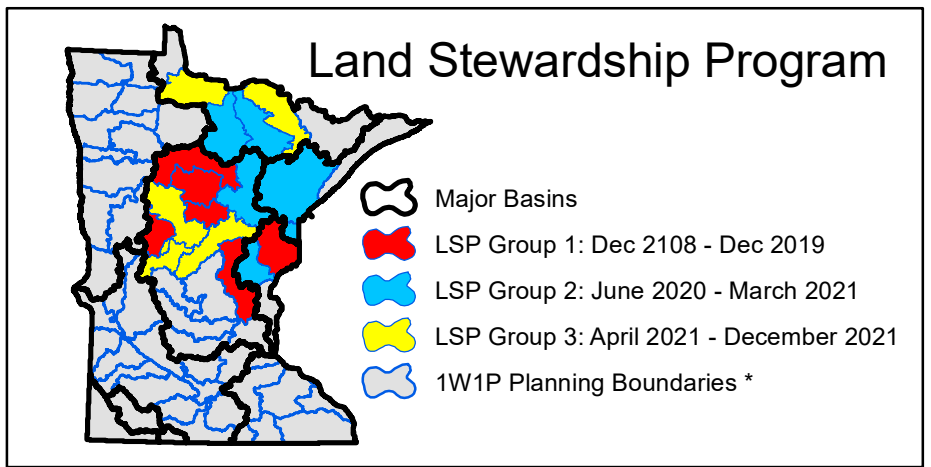 Land Stewardship Program
Major Basins
LSP Group 1: Dec 2108 - Dec 2019
LSP Group 2: June 2020 - March 2021
LSP Group 3: April 2021 - December 2021
1W1P Planning Boundaries *